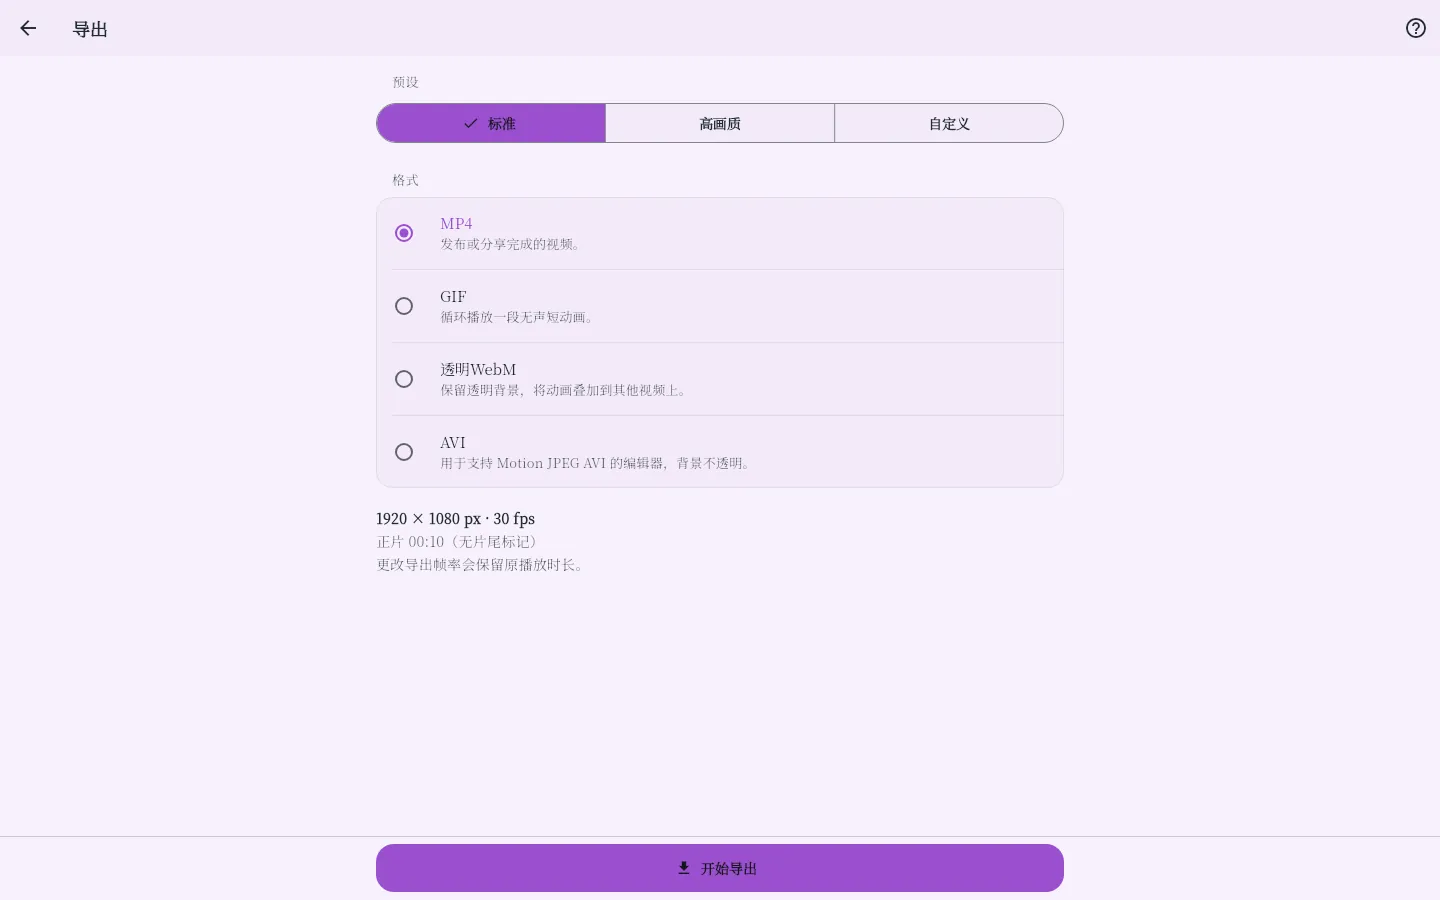 导出
预设
标准
高画质
自定义
格式
MP4
发布或分享完成的视频。
GIF
循环播放一段无声短动画。
透明WebM
保留透明背景，将动画叠加到其他视频上。
AVI
用于支持 Motion JPEG AVI 的编辑器，背景不透明。
1920 × 1080 px · 30 fps
正片 00:10（无片尾标记）
更改导出帧率会保留原播放时长。
开始导出